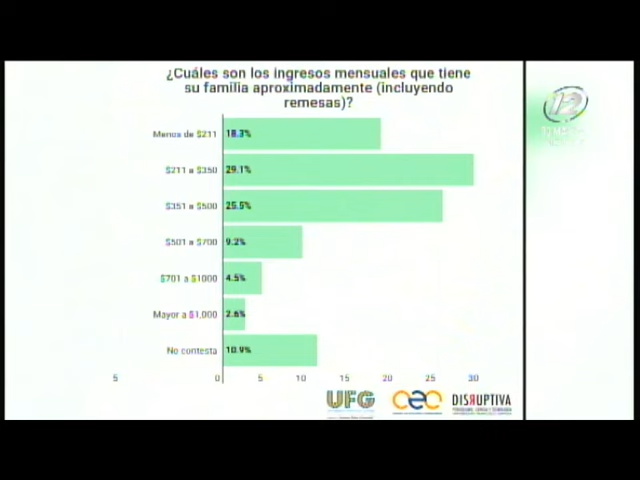 ¿Cuáles son los ingresos mensuales que tiene
su familia aproximadamente (incluyendo
remesas)?
12
Menos de $211 18.3%
$211 a $350 29.1%
$351 a $500 25.5%
$501 a $700 9.2%
$701 a $1000 4.5%
Mayor a $1,000 2.6%
No contesta 10.9%
5 0 5 10 15 20 25 30
UFG CEC DISRUPTIVA